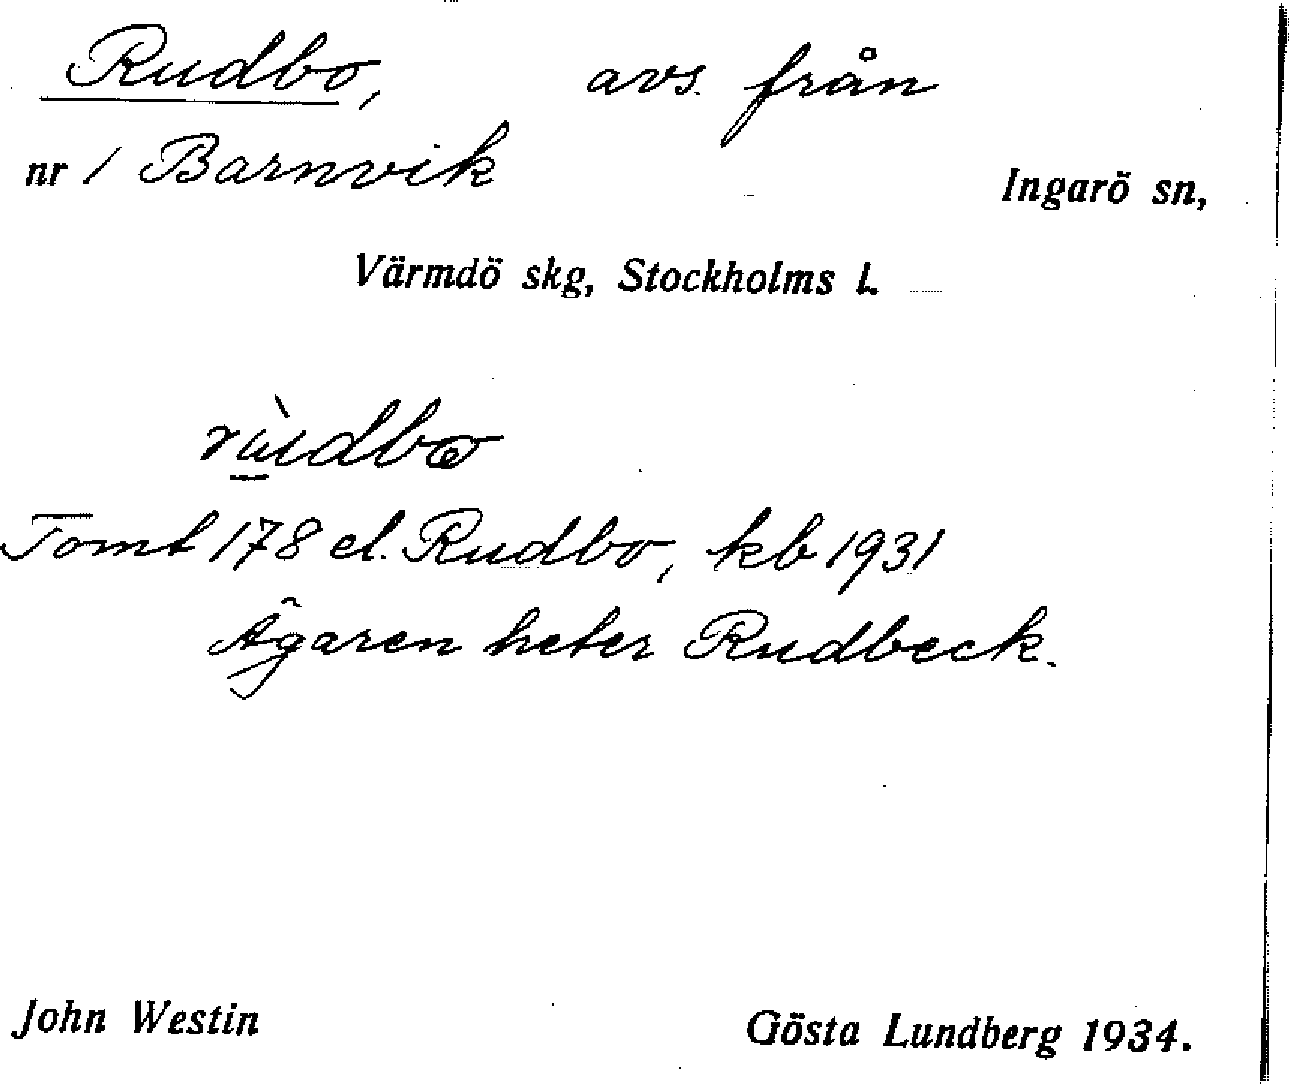 Rudbo, avs. från
nr 1 Barnvik Ingarö sn,
Värmdö skg, Stockholms l.
Tomt 178 el. Rudbo, kb 1931
Ägaren heter Rudbeck.
John Westin Gösta Lundberg 1934.